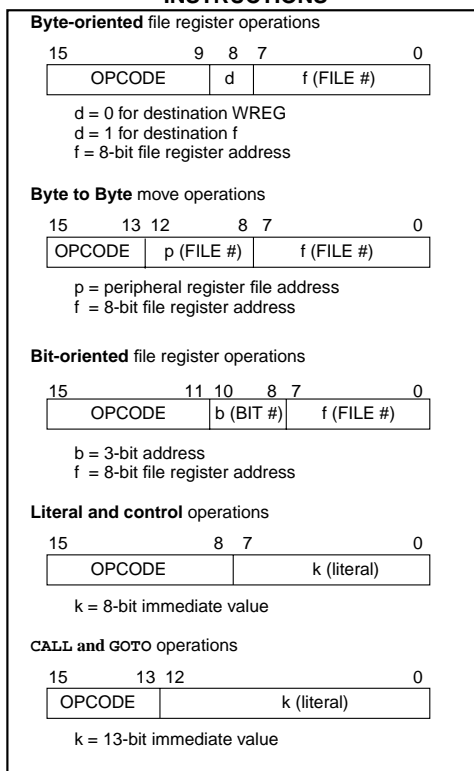 INSTRUCTIONS
Byte-oriented file register operations
15 9 8 7 0
OPCODE d f (FILE #)
d = 0 for destination WREG
d = 1 for destination f
f = 8-bit file register address
Byte to Byte move operations
15 13 12 8 7 0
OPCODE p (FILE #) f (FILE #)
p = peripheral register file address
f = 8-bit file register address
Bit-oriented file register operations
15 11 10 8 7 0
OPCODE b (BIT #) f (FILE #)
b = 3-bit address
f = 8-bit file register address
Literal and control operations
15 8 7 0
OPCODE k (literal)
k = 8-bit immediate value
CALL and GOTO operations
15 13 12 0
OPCODE k (literal)
k = 13-bit immediate value